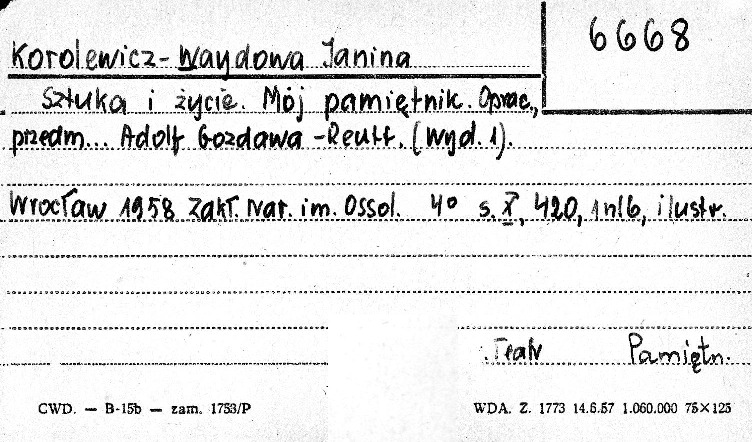 6668
Korolewicz-Waydowa Janina
Sztuka i życie. Mój pamiętnik. Oprac.,
przedm... Adolf Gozdawa-Reutt. (Wyd. 1).
Wrocław 1958 Zakł. Nar. im. Ossol. 4° s. X, 420, 1 nlb, ilustr.
Teatr Pamiętn.
CWD. — B-15b — zam. 1753/P WDA. Z. 1773 14.6.57 1.060.000 75×125